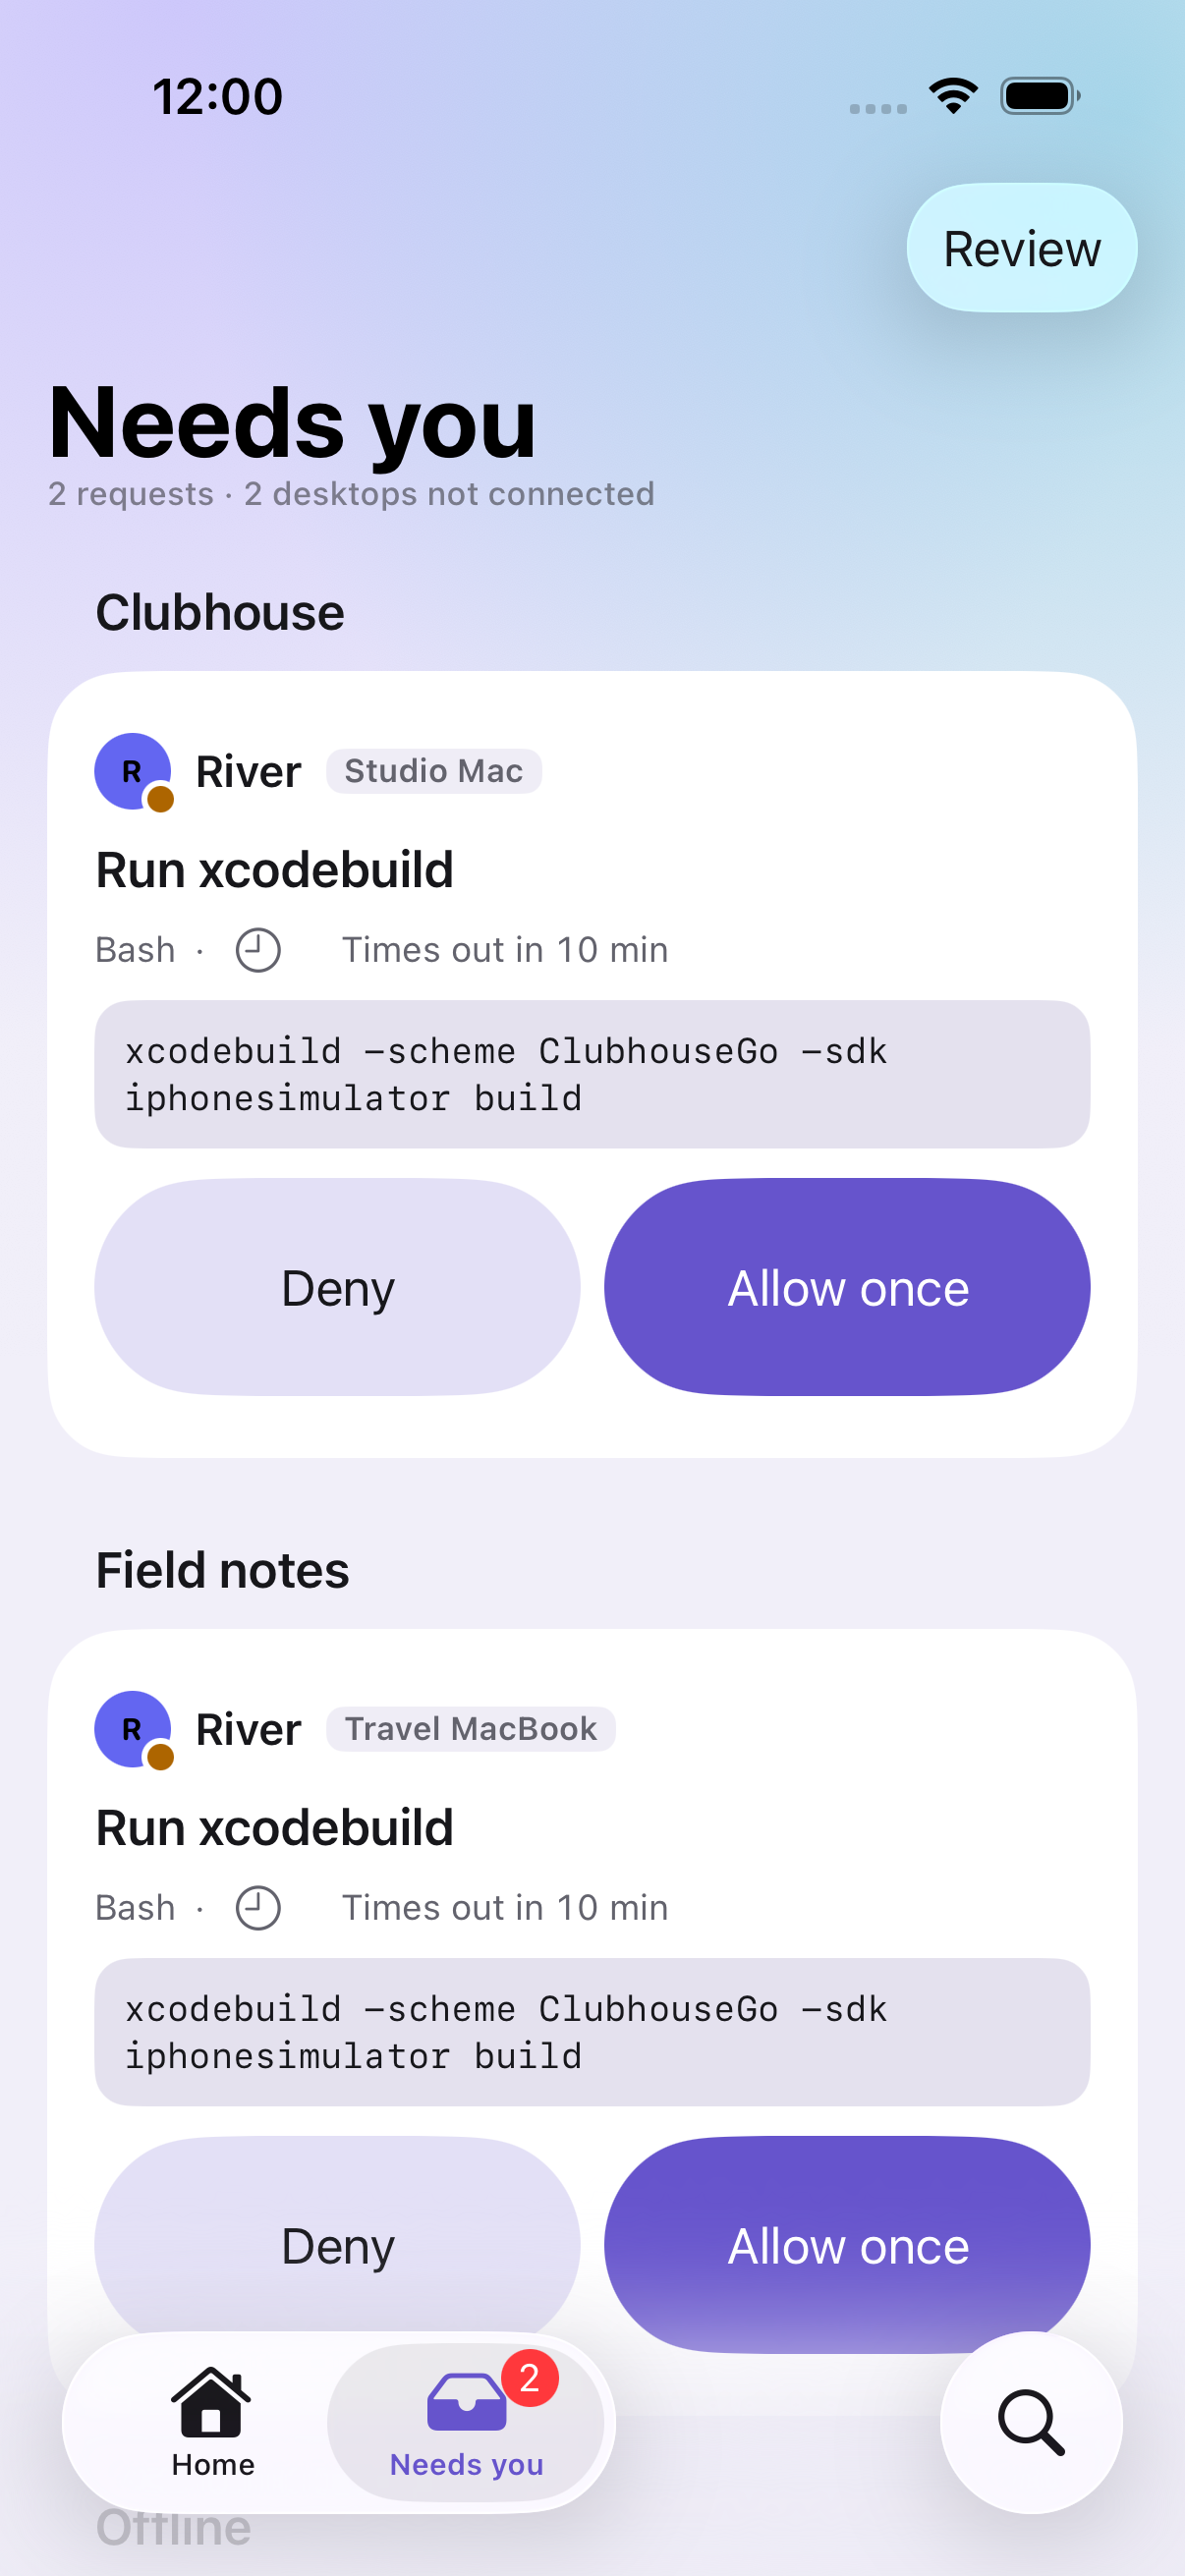 12:00
Review
Needs you
2 requests · 2 desktops not connected
Clubhouse
R River Studio Mac
Run xcodebuild
Bash · Times out in 10 min
xcodebuild -scheme ClubhouseGo -sdk
iphonesimulator build
Deny Allow once
Field notes
R River Travel MacBook
Run xcodebuild
Bash · Times out in 10 min
xcodebuild -scheme ClubhouseGo -sdk
iphonesimulator build
Deny Allow once
2
Home Needs you
Offline